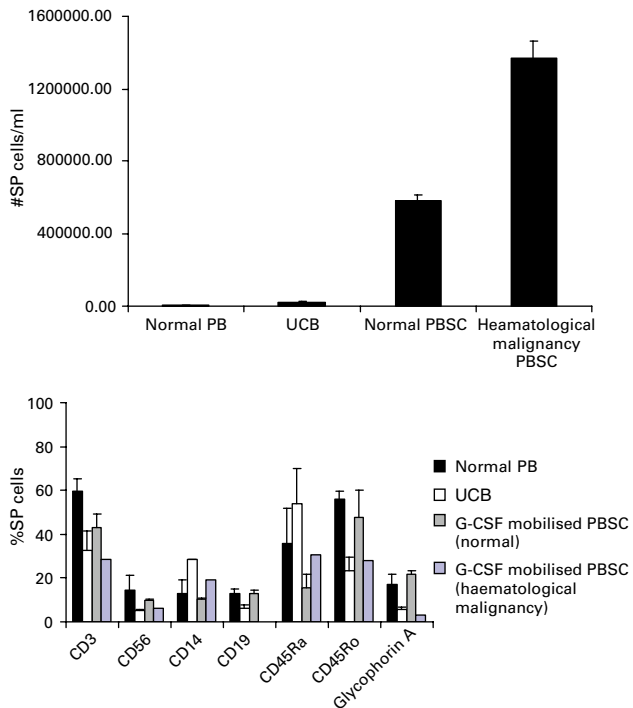 1600000.00
1200000.00
800000.00
400000.00
0.00
#SP cells/ml
Normal PB
UCB
Normal PBSC
Heamatological
malignancy
PBSC
100
80
60
40
20
0
%SP cells
CD3
CD56
CD14
CD19
CD45Ra
CD45Ro
Glycophorin A
Normal PB
UCB
G-CSF mobilised PBSC
(normal)
G-CSF mobilised PBSC
(haematological
malignancy)